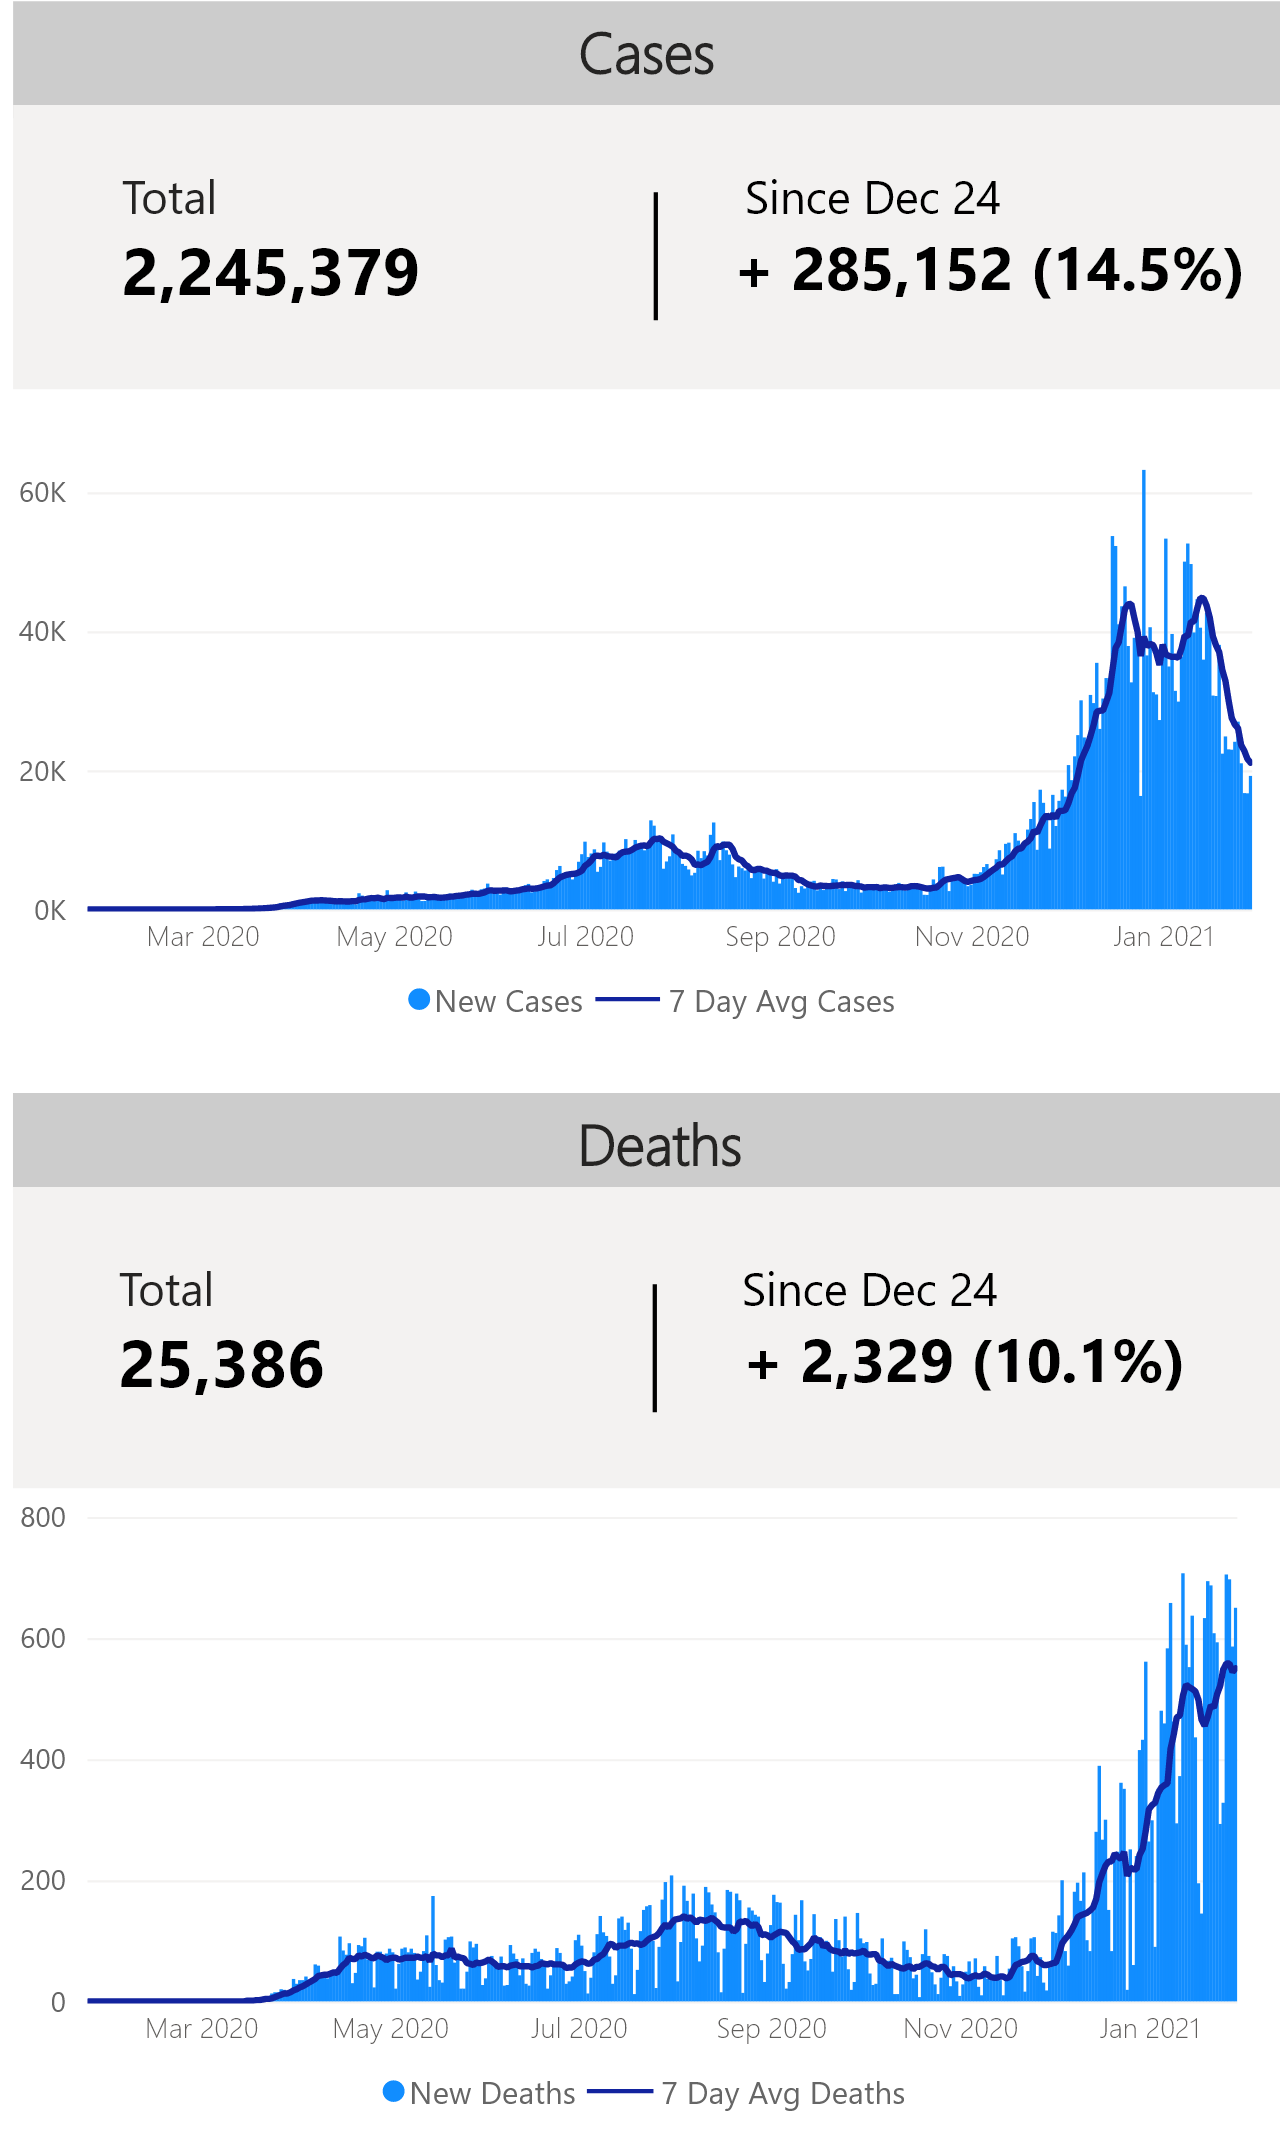 Cases
Total
Since Dec 24
2,245,379
+ 285,152 (14.5%)
60K
40K
20K
0K
Mar 2020 May 2020 Jul 2020 Sep 2020 Nov 2020 Jan 2021
New Cases 7 Day Avg Cases
Deaths
Total
Since Dec 24
25,386
+ 2,329 (10.1%)
800
600
400
200
0
Mar 2020 May 2020 Jul 2020 Sep 2020 Nov 2020 Jan 2021
New Deaths 7 Day Avg Deaths